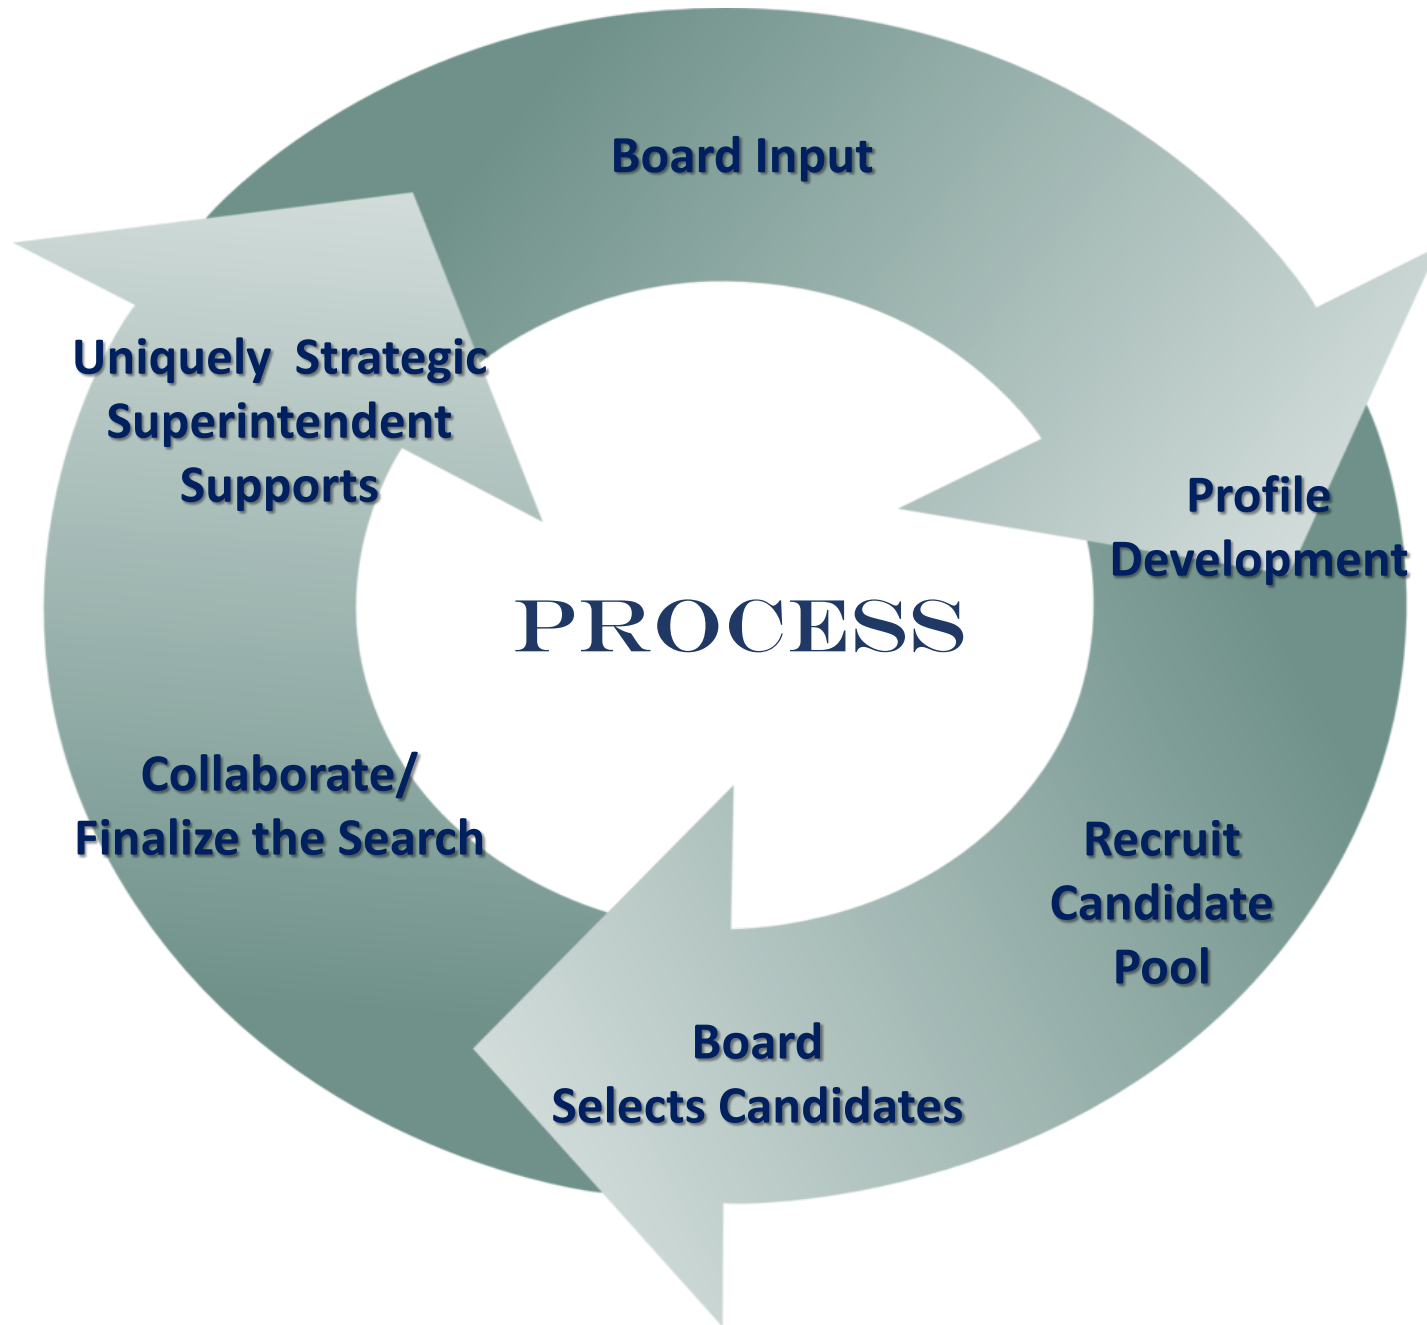 Board Input
Profile
Development
Recruit
Candidate
Pool
Board
Selects Candidates
Collaborate/
Finalize the Search
Uniquely  Strategic
Superintendent
Supports
PROCESS